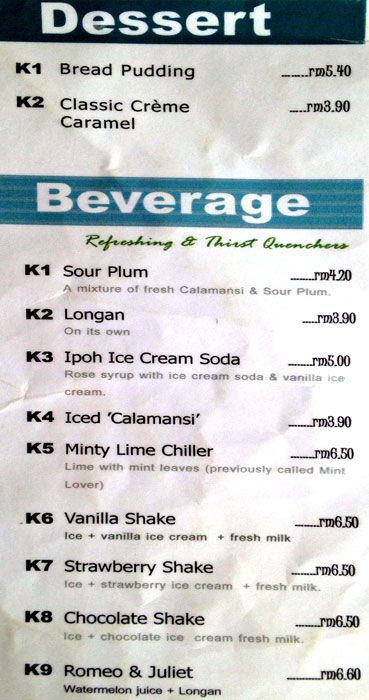 Dessert
K1 Bread Pudding ........rm5.40
K2 Classic Crème .....rm3.90
Caramel
Beverage
Refreshing & Thirst Quenchers
K1 Sour Plum .......rm4.20
A mixture of fresh Calamansi & Sour Plum.
K2 Longan ....rm3.90
On its own
K3 Ipoh Ice Cream Soda .......rm5.00
Rose syrup with ice cream soda & vanilla ice
cream.
K4 Iced 'Calamansi' .......rm3.90
K5 Minty Lime Chiller ........rm6.50
Lime with mint leaves (previously called Mint
Lover)
K6 Vanilla Shake .......rm6.50
Ice + vanilla ice cream + fresh milk
K7 Strawberry Shake ........rm6.50
Ice + strawberry ice cream + fresh milk.
K8 Chocolate Shake .......rm6.50
Ice + chocolate ice cream fresh milk.
K9 Romeo & Juliet .......rm6.60
Watermelon juice + Longan